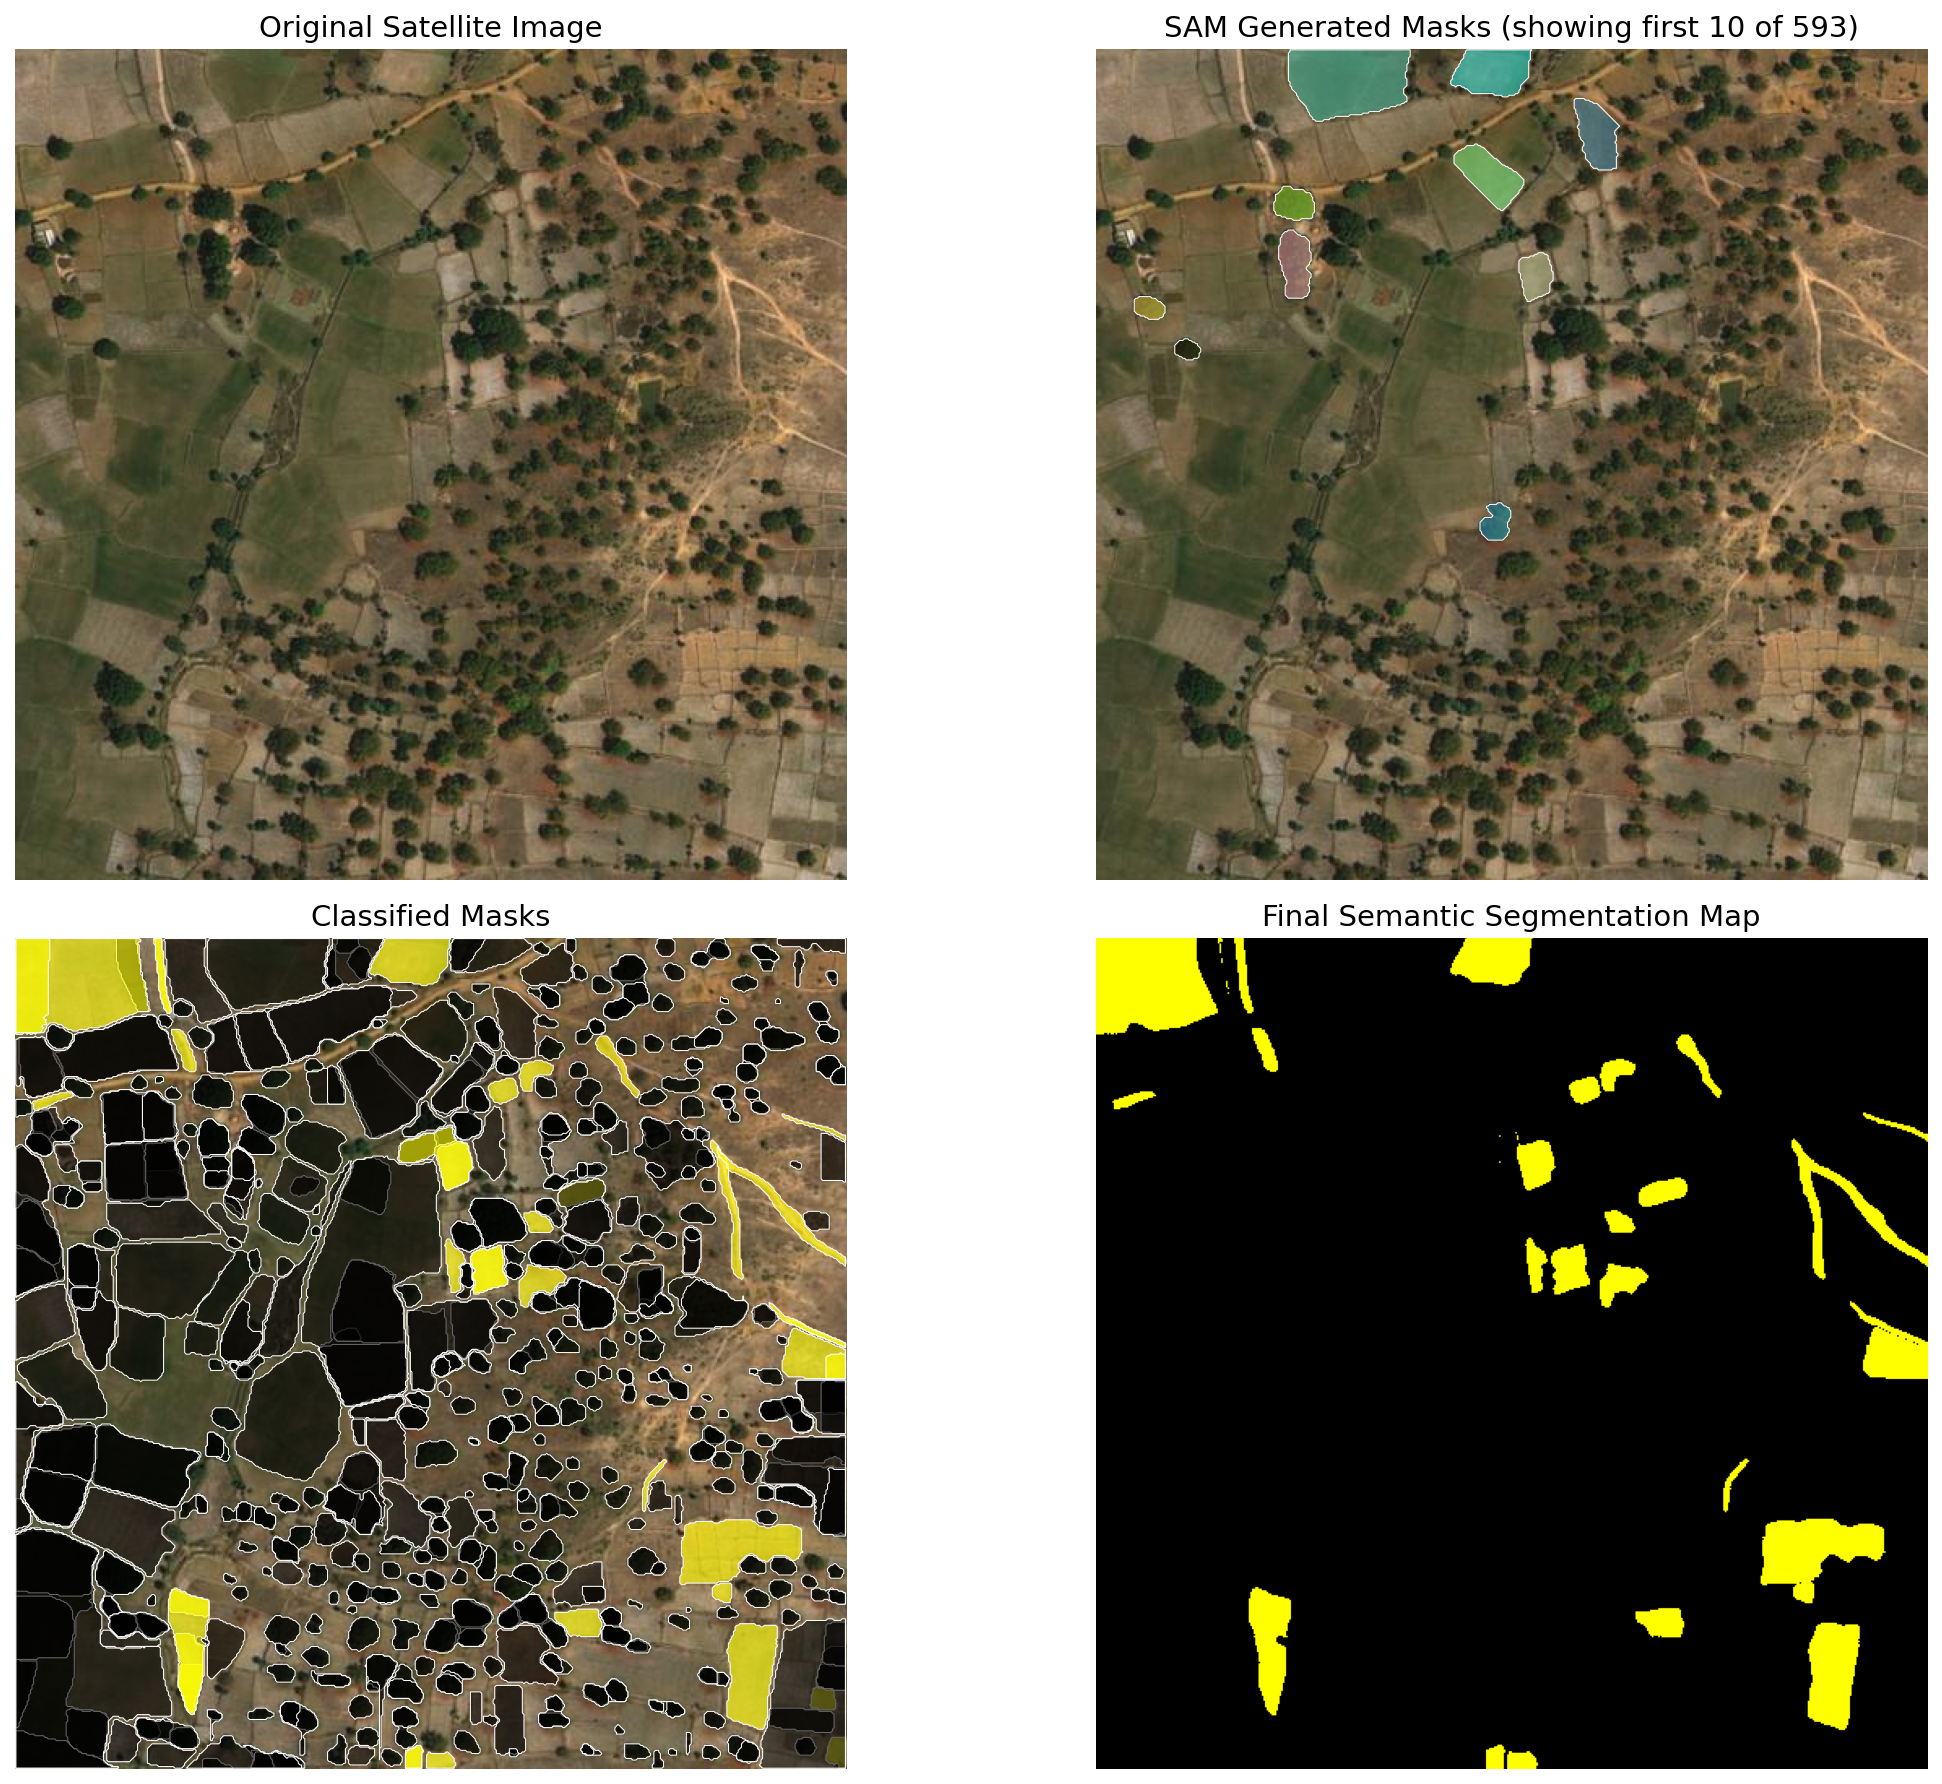 Original Satellite Image
SAM Generated Masks (showing first 10 of 593)
Classified Masks
Final Semantic Segmentation Map